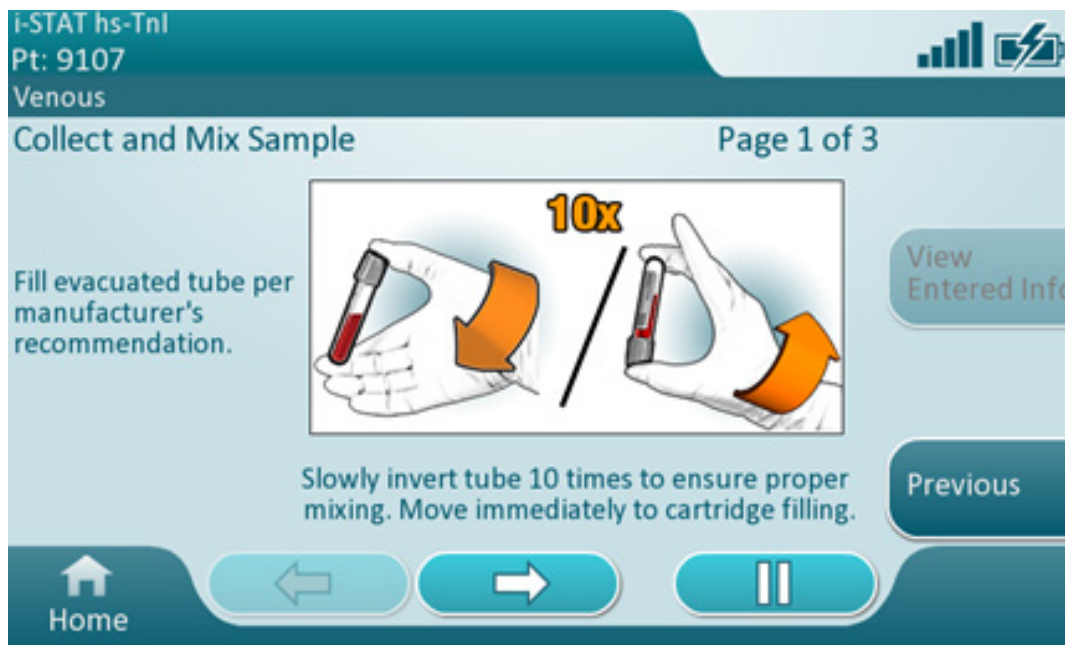 i-STAT hs-TnI
Pt: 9107
Venous
Collect and Mix Sample
Page 1 of 3
10x
Fill evacuated tube per
manufacturer's
recommendation.
View
Entered Info
Slowly invert tube 10 times to ensure proper
mixing. Move immediately to cartridge filling.
Previous
Home